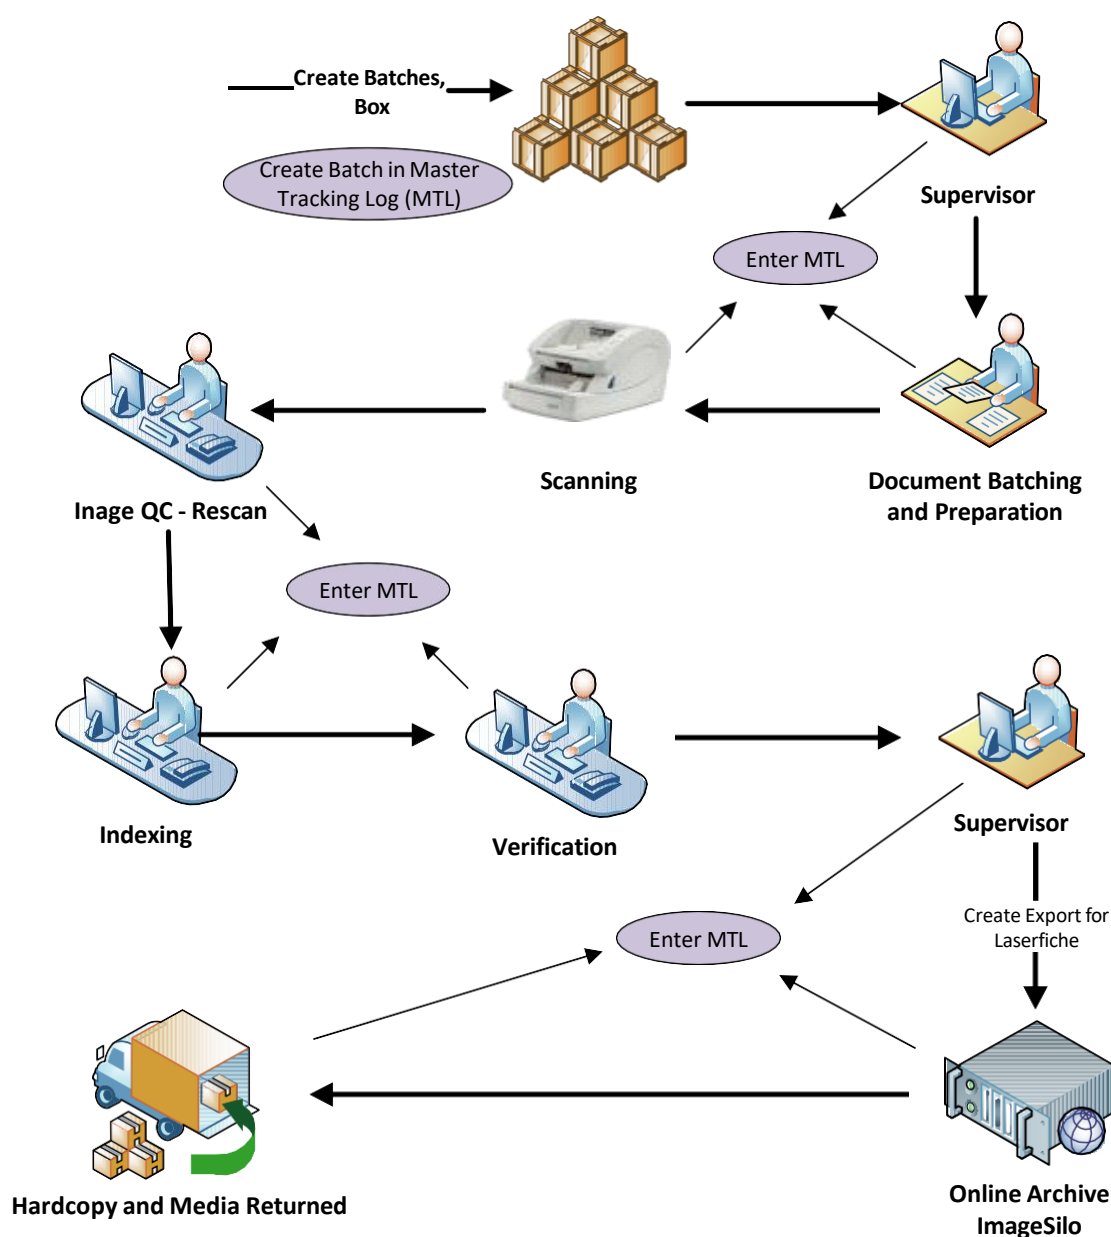 Create Batches,
Box
Create Batch in Master
Tracking Log (MTL)
Supervisor
Enter MTL
Scanning
Document Batching
and Preparation
Inage QC - Rescan
Enter MTL
Indexing
Verification
Supervisor
Create Export for
Laserfiche
Enter MTL
Hardcopy and Media Returned
Online Archive
ImageSilo